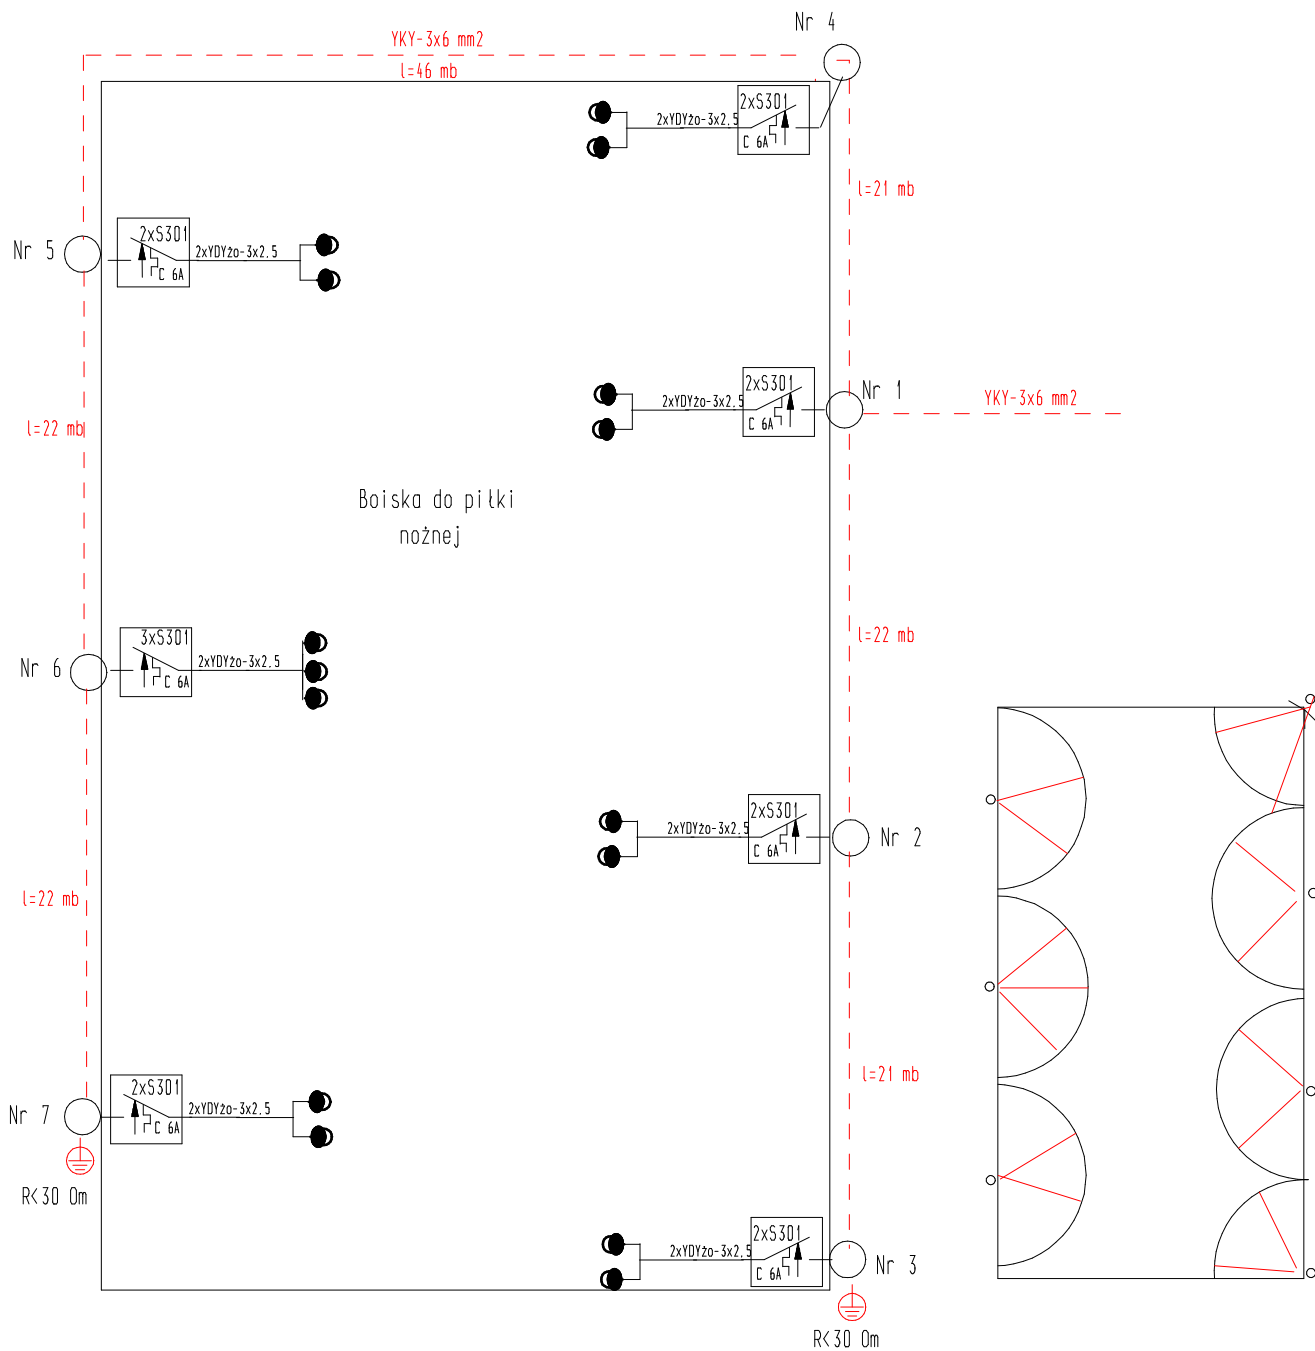 Nr 4
YKY-3x6 mm2
l=46 mb
2xS301
2xYDYżo-3x2.5
C 6A
l=21 mb
Nr 5
2xS301
2xYDYżo-3x2.5
C 6A
Nr 1
2xS301
2xYDYżo-3x2.5
C 6A
YKY-3x6 mm2
l=22 mb
Boiska do piłki
nożnej
Nr 6
3xS301
2xYDYżo-3x2.5
C 6A
l=22 mb
Nr 2
2xS301
2xYDYżo-3x2.5
C 6A
l=22 mb
l=21 mb
Nr 7
2xS301
2xYDYżo-3x2.5
C 6A
R<30 Om
Nr 3
2xS301
2xYDYżo-3x2.5
C 6A
R<30 Om